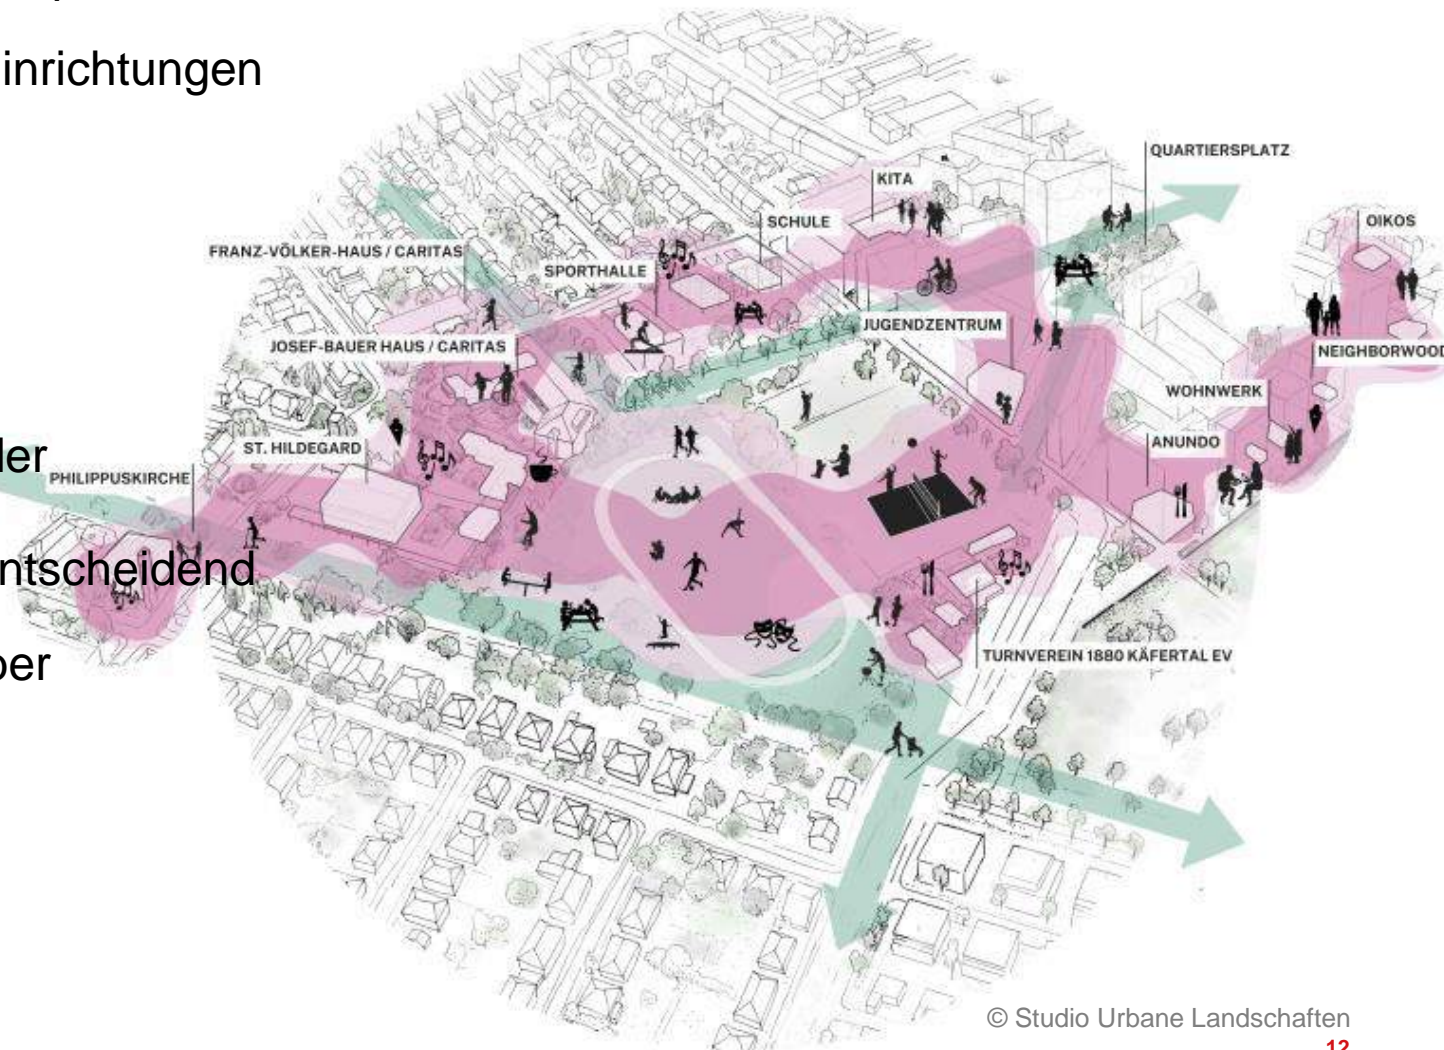 inrichtungen
QUARTIERSPLATZ
KITA
SCHULE
OIKOS
FRANZ-VÖLKER-HAUS / CARITAS
SPORTHALLE
JUGENDZENTRUM
JOSEF-BAUER HAUS / CARITAS
NEIGHBORWOOD
WOHNWERK
ANUNDO
ST. HILDEGARD
ler
PHILIPPUSKIRCHE
ntscheidend
ber
TURNVEREIN 1880 KÄFERTAL EV
© Studio Urbane Landschaften
12